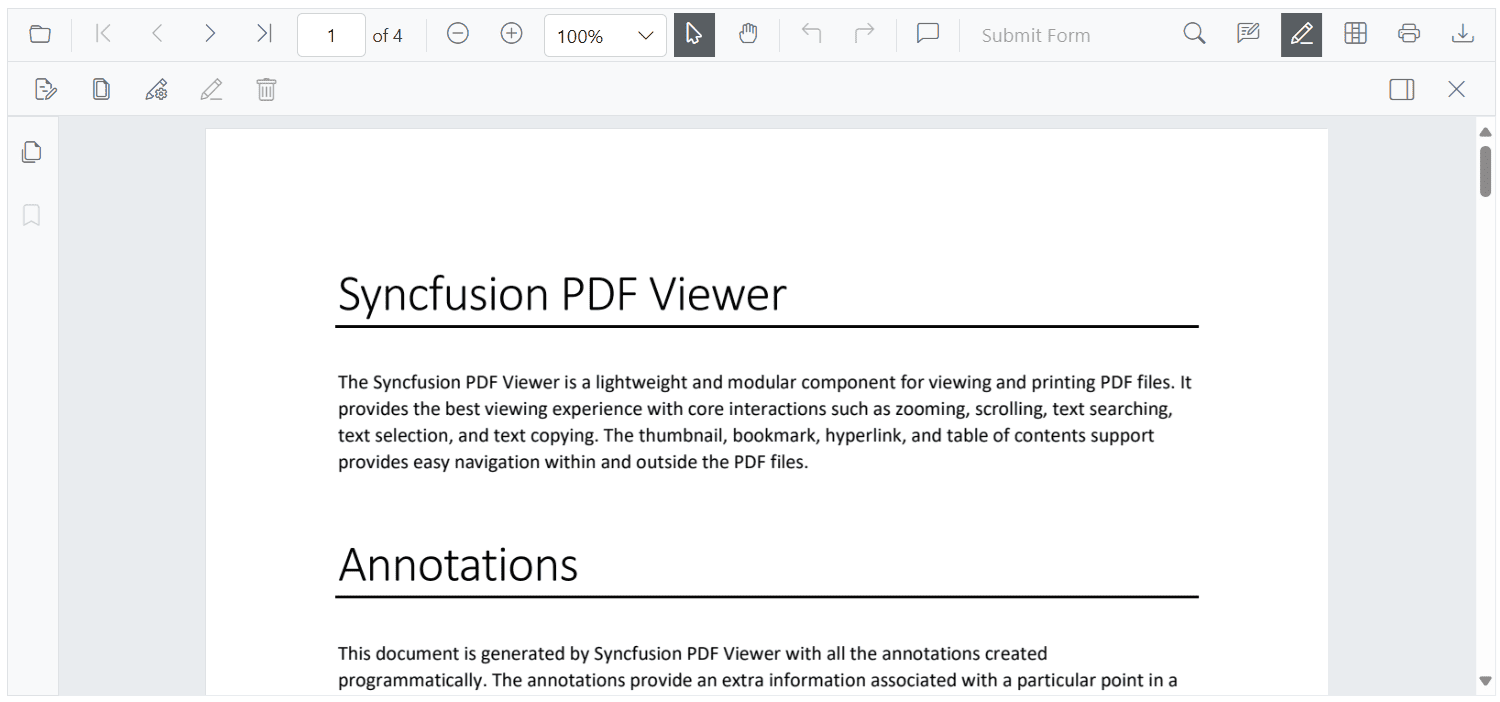 1 of 4 100% Submit Form
Syncfusion PDF Viewer
The Syncfusion PDF Viewer is a lightweight and modular component for viewing and printing PDF files. It
provides the best viewing experience with core interactions such as zooming, scrolling, text searching,
text selection, and text copying. The thumbnail, bookmark, hyperlink, and table of contents support
provides easy navigation within and outside the PDF files.
Annotations
This document is generated by Syncfusion PDF Viewer with all the annotations created
programmatically. The annotations provide an extra information associated with a particular point in a